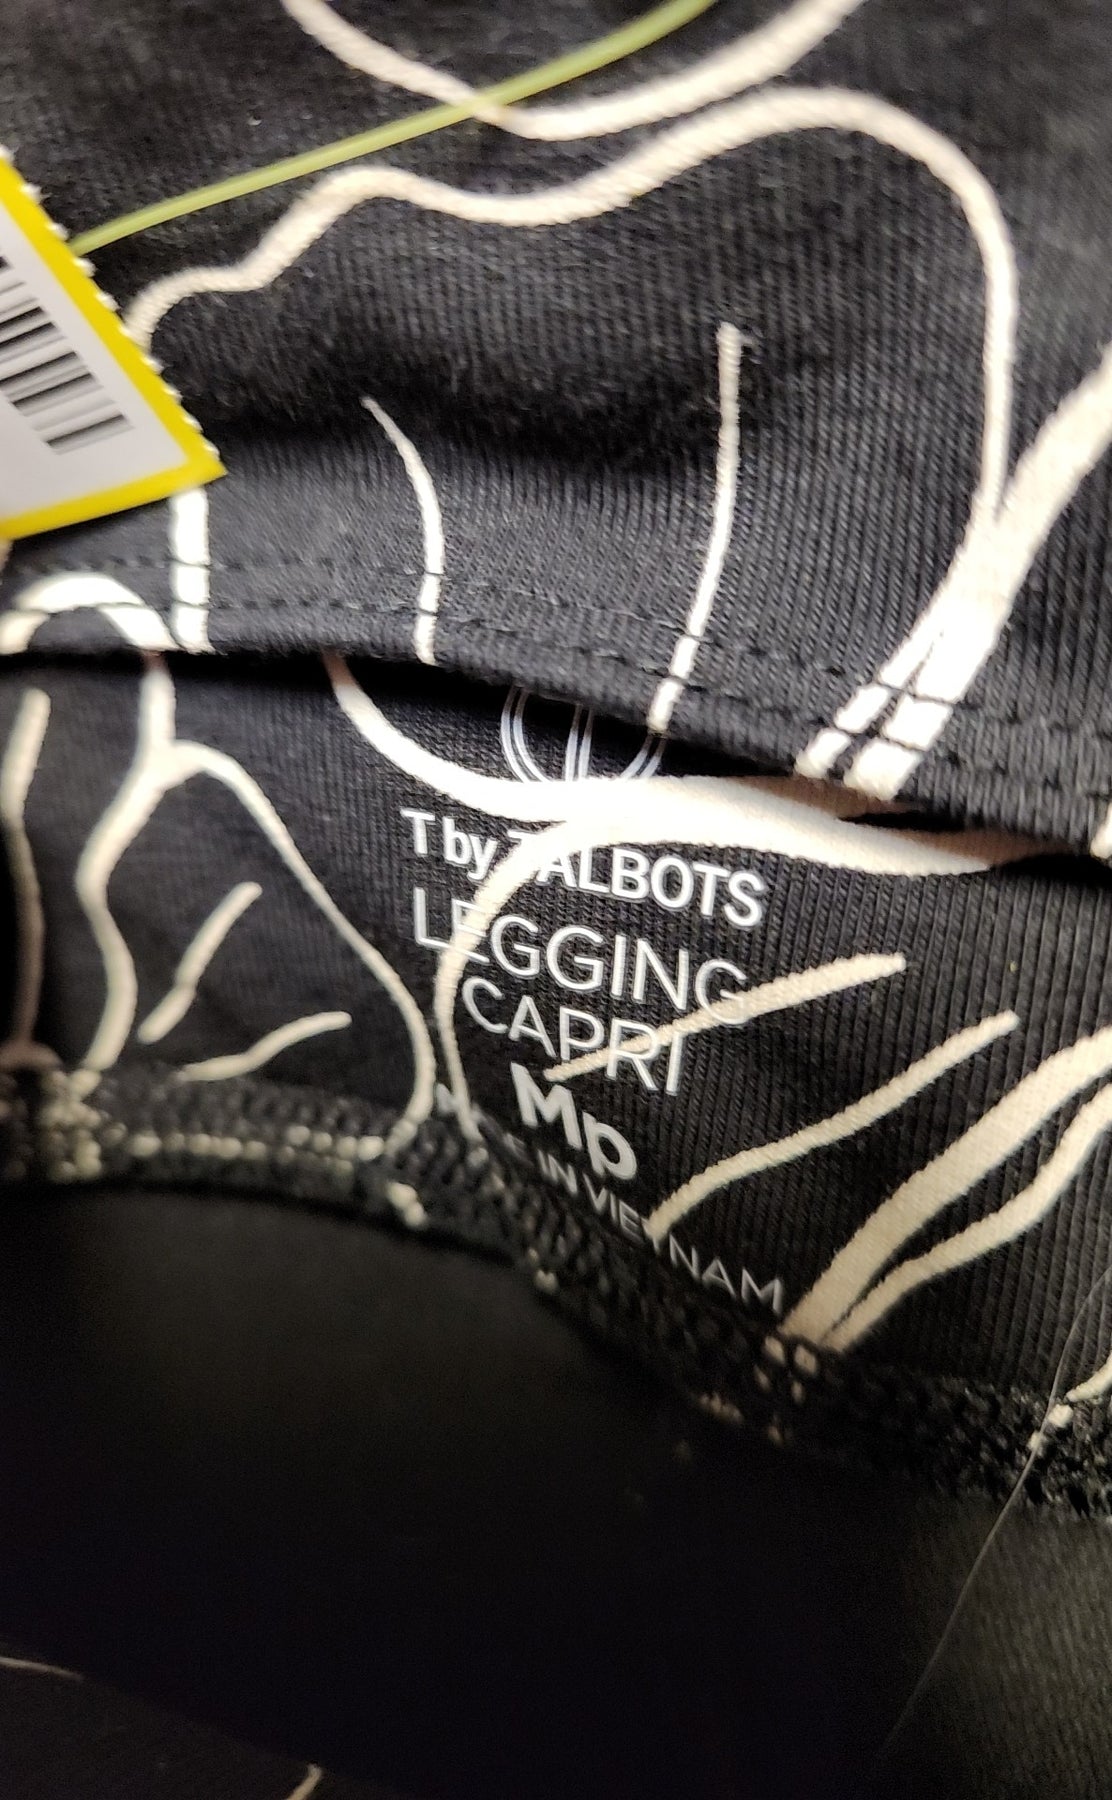 T by TALBOTS
LEGGING
CAPRI
Mp
IN VIETNAM